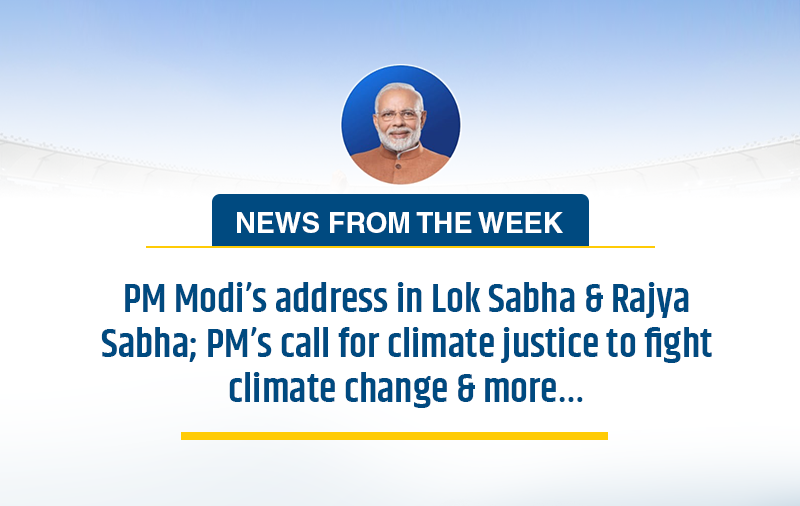 NEWS FROM THE WEEK
PM Modi’s address in Lok Sabha & Rajya
Sabha; PM’s call for climate justice to fight
climate change & more...